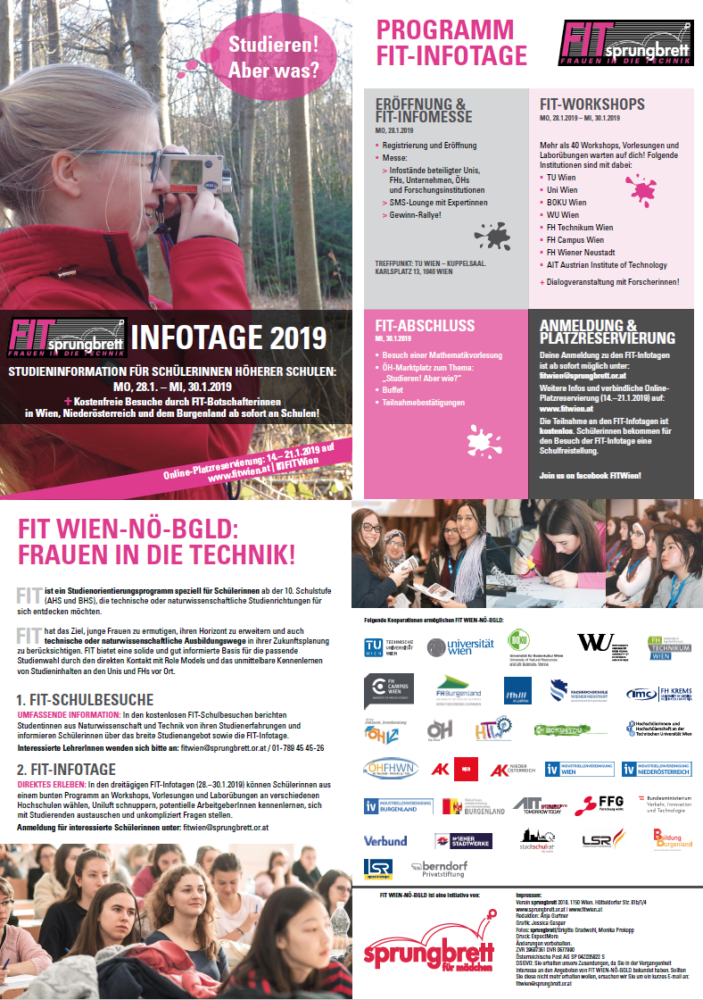 Studieren!
Aber was?
FIT
sprungbrett
FRAUEN IN DIE TECHNIK
INFOTAGE 2019
STUDIENINFORMATION FÜR SCHÜLERINNEN HÖHERER SCHULEN:
MO, 28.1. – MI, 30.1.2019
+ Kostenfreie Besuche durch FIT-Botschafterinnen
in Wien, Niederösterreich und dem Burgenland ab sofort an Schulen!
Online-Platzreservierung: 14.– 21.1.2019 auf
www.fitwien.at | FITWien
PROGRAMM
FIT-INFOTAGE
FIT
sprungbrett
FRAUEN IN DIE TECHNIK
ERÖFFNUNG &
FIT-INFOMESSE
MO, 28.1.2019
▪ Registrierung und Eröffnung
▪ Messe:
> Infostände beteiligter Unis,
FHs, Unternehmen, ÖHs
und Forschungsinstitutionen
> SMS-Lounge mit Expertinnen
> Gewinn-Rallye!
TREFFPUNKT: TU WIEN – KUPPELSAAL.
KARLSPLATZ 13, 1040 WIEN
FIT-WORKSHOPS
MO, 28.1.2019 – MI, 30.1.2019
Mehr als 40 Workshops, Vorlesungen und
Laborübungen warten auf dich! Folgende
Institutionen sind mit dabei:
▪ TU Wien
▪ Uni Wien
▪ BOKU Wien
▪ WU Wien
▪ FH Technikum Wien
▪ FH Campus Wien
▪ FH Wiener Neustadt
▪ AIT Austrian Institute of Technology
+ Dialogveranstaltung mit Forscherinnen!
FIT-ABSCHLUSS
MI, 30.1.2019
▪ Besuch einer Mathematikvorlesung
▪ ÖH-Marktplatz zum Thema:
„Studieren! Aber wie?“
▪ Buffet
▪ Teilnahmebestätigungen
ANMELDUNG &
PLATZRESERVIERUNG
Deine Anmeldung zu den FIT-Infotagen
ist ab sofort möglich unter:
fitwien@sprungbrett.or.at
Weitere Infos und verbindliche Online-
Platzreservierung (14.–21.1.2019) auf:
www.fitwien.at
Die Teilnahme an den FIT-Infotagen ist
kostenlos. Schülerinnen bekommen für
den Besuch der FIT-Infotage eine
Schulfreistellung.
Join us on facebook FITWien!
FIT WIEN-NÖ-BGLD:
FRAUEN IN DIE TECHNIK!
FIT ist ein Studienorientierungsprogramm speziell für Schülerinnen ab der 10. Schulstufe
(AHS und BHS), die technische oder naturwissenschaftliche Studienrichtungen für
sich entdecken möchten.
FIT hat das Ziel, junge Frauen zu ermutigen, ihren Horizont zu erweitern und auch
technische oder naturwissenschaftliche Ausbildungswege in ihrer Zukunftsplanung
zu berücksichtigen. FIT bietet eine solide und gut informierte Basis für die passende
Studienwahl durch den direkten Kontakt mit Role Models und das unmittelbare Kennenlernen
von Studieninhalten an den Unis und FHs vor Ort.
1. FIT-SCHULBESUCHE
UMFASSENDE INFORMATION: In den kostenlosen FIT-Schulbesuchen berichten
Studentinnen aus Naturwissenschaft und Technik von ihren Studienerfahrungen und
informieren Schülerinnen über das breite Studienangebot sowie die FIT-Infotage.
Interessierte LehrerInnen wenden sich bitte an: fitwien@sprungbrett.or.at / 01-789 45 45-26
2. FIT-INFOTAGE
DIREKTES ERLEBEN: In den dreitägigen FIT-Infotagen (28.–30.1.2019) können Schülerinnen aus
einem bunten Programm an Workshops, Vorlesungen und Laborübungen an verschiedenen
Hochschulen wählen, Uniluft schnuppern, potentielle ArbeitgeberInnen kennenlernen, sich
mit Studierenden austauschen und unkompliziert Fragen stellen.
Anmeldung für interessierte Schülerinnen unter: fitwien@sprungbrett.or.at
Folgende Kooperationen ermöglichen FIT WIEN-NÖ-BGLD:
TU WIEN TECHNISCHE UNIVERSITÄT WIEN
universität wien
BOKU
Universität für Bodenkultur Wien
University of Natural Resources
and Life Sciences, Vienna
WU
FH TECHNIKUM WIEN
FH CAMPUS WIEN
FH Burgenland
FACHHOCHSCHULE WIENER NEUSTADT
imc FH KREMS
ÖH
ÖH
HTU
BOKU4YOU
Hochschülerinnen- und
Hochschülerschaft an der
Technischen Universität Wien
ÖHFHWN
AK WIEN
AK NIEDER ÖSTERREICH
iv INDUSTRIELLENVEREINIGUNG WIEN
iv INDUSTRIELLENVEREINIGUNG NIEDERÖSTERREICH
iv INDUSTRIELLENVEREINIGUNG BURGENLAND
BURGENLAND
AIT TOMORROW TODAY
FFG
Forschung wirkt.
Bundesministerium
Verkehr, Innovation
und Technologie
Verbund
WIENER STADTWERKE
stadtschulrat
LSR
Bildung Burgenland
LSR
berndorf
Privatstiftung
FIT WIEN-NÖ-BGLD ist eine Initiative von:
sprungbrett
für mädchen
Impressum:
Verein sprungbrett 2018. 1150 Wien. Hütteldorfer Str. 81b/1/4
www.sprungbrett.or.at | www.fitwien.at
Redaktion: Anja Gurtner
Grafik: Jessica Gaspar
Fotos: sprungbrett/Brigitte Gradwohl, Monika Prokopp
Druck: ExpectMore
Änderungen vorbehalten.
ZVR 39687361 DVR 0677990
Österreichische Post AG SP 04Z035822 S
DSGVO: Sie erhalten unsere Zusendungen, da Sie in der Vergangenheit
Interesse an den Angeboten von FIT WIEN-NÖ-BGLD bekundet haben. Sollten
Sie diese nicht mehr erhalten wollen, ersuchen wir Sie um ein kurzes E-mail an:
fitwien@sprungbrett.or.at